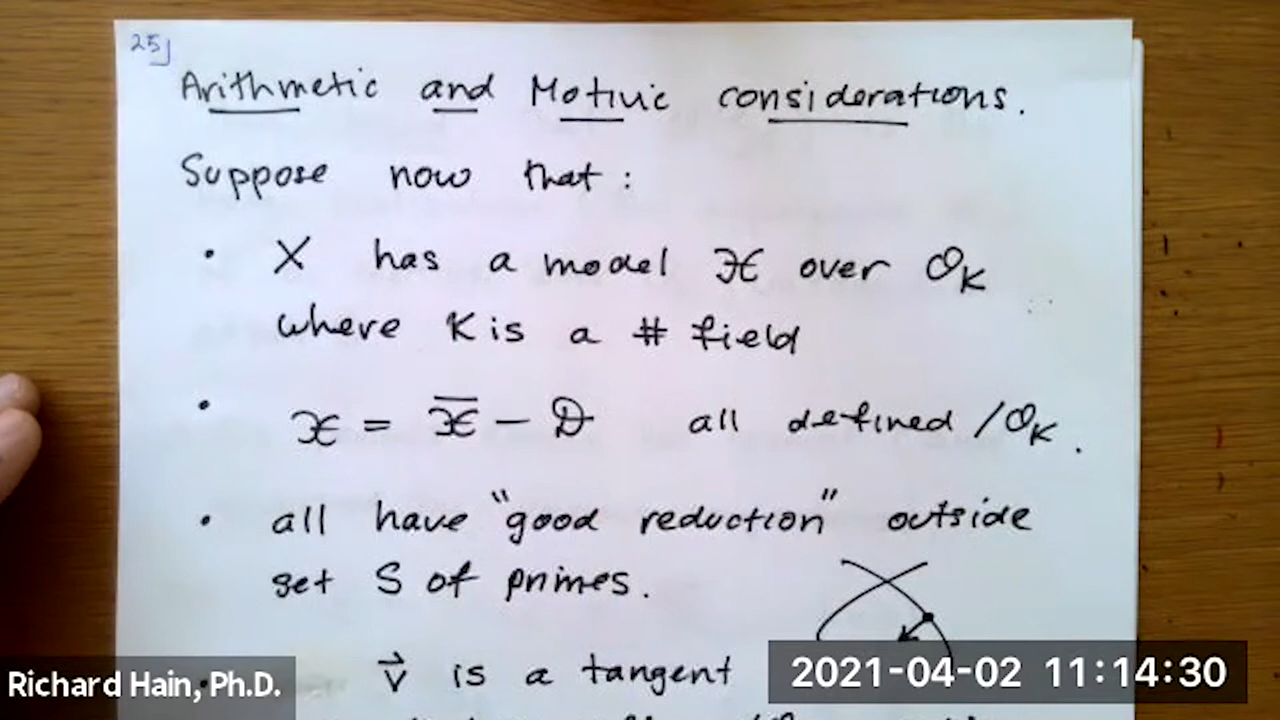 25
Arithmetic and Motivic considerations.
Suppose now that :
• X has a model 𝒳 over 𝒪_K
where K is a # field
• 𝒳 = 𝒳̅ − 𝒟 all defined /𝒪_K.
• all have "good reduction" outside
set S of primes.
v⃗ is a tangent
Richard Hain, Ph.D.
2021-04-02 11:14:30